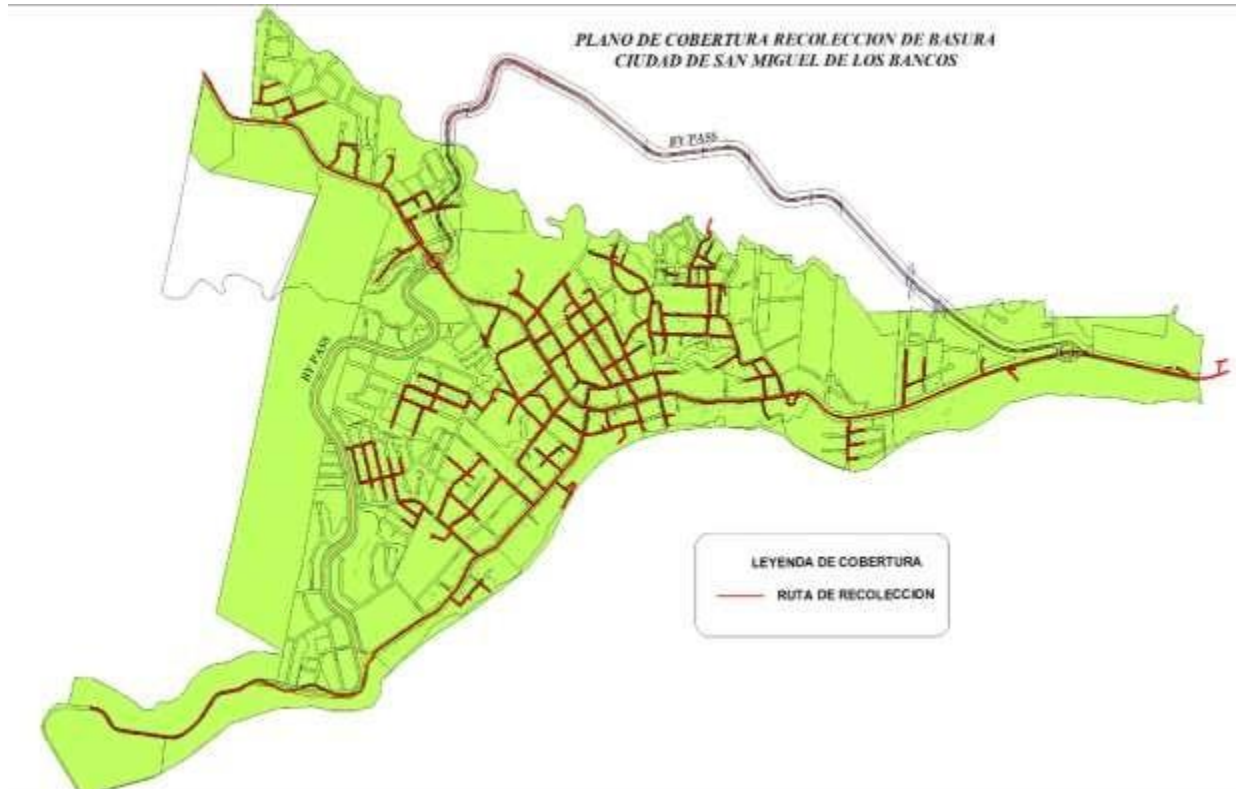 PLANO DE COBERTURA RECOLECCION DE BASURA
CIUDAD DE SAN MIGUEL DE LOS BANCOS
BY PASS
BY PASS
LEYENDA DE COBERTURA
RUTA DE RECOLECCION